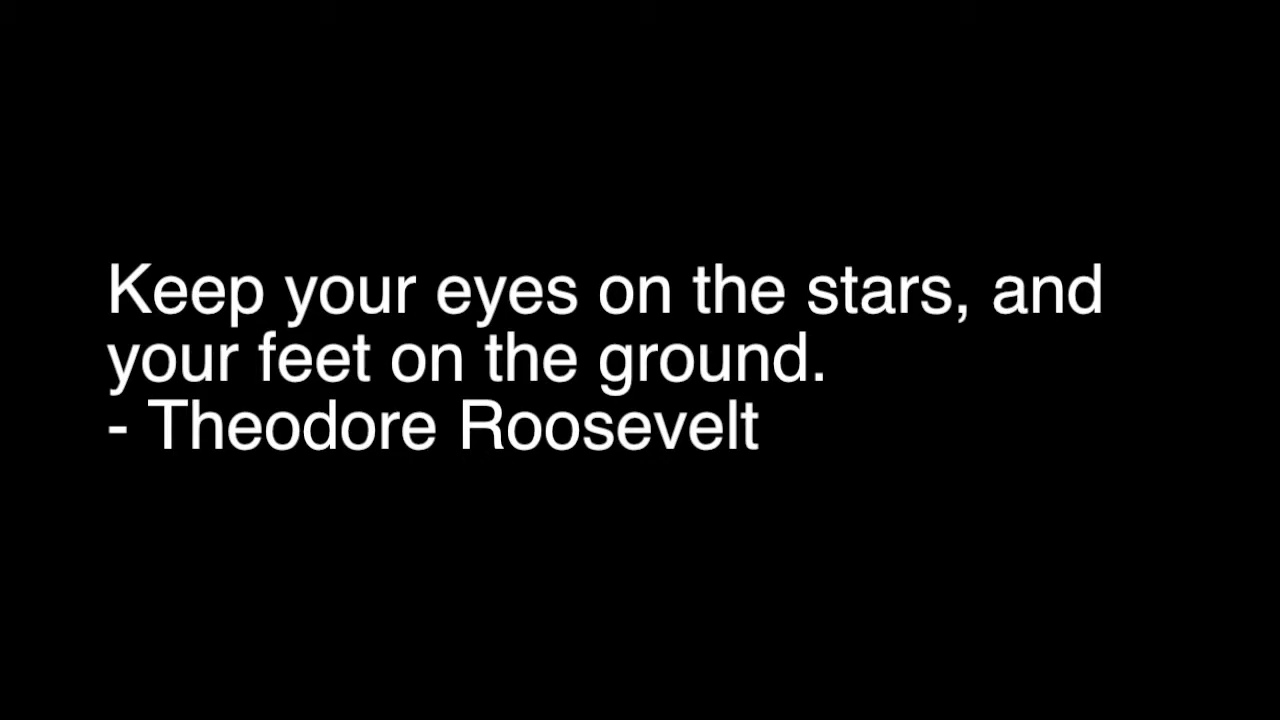 Keep your eyes on the stars, and
your feet on the ground.
- Theodore Roosevelt